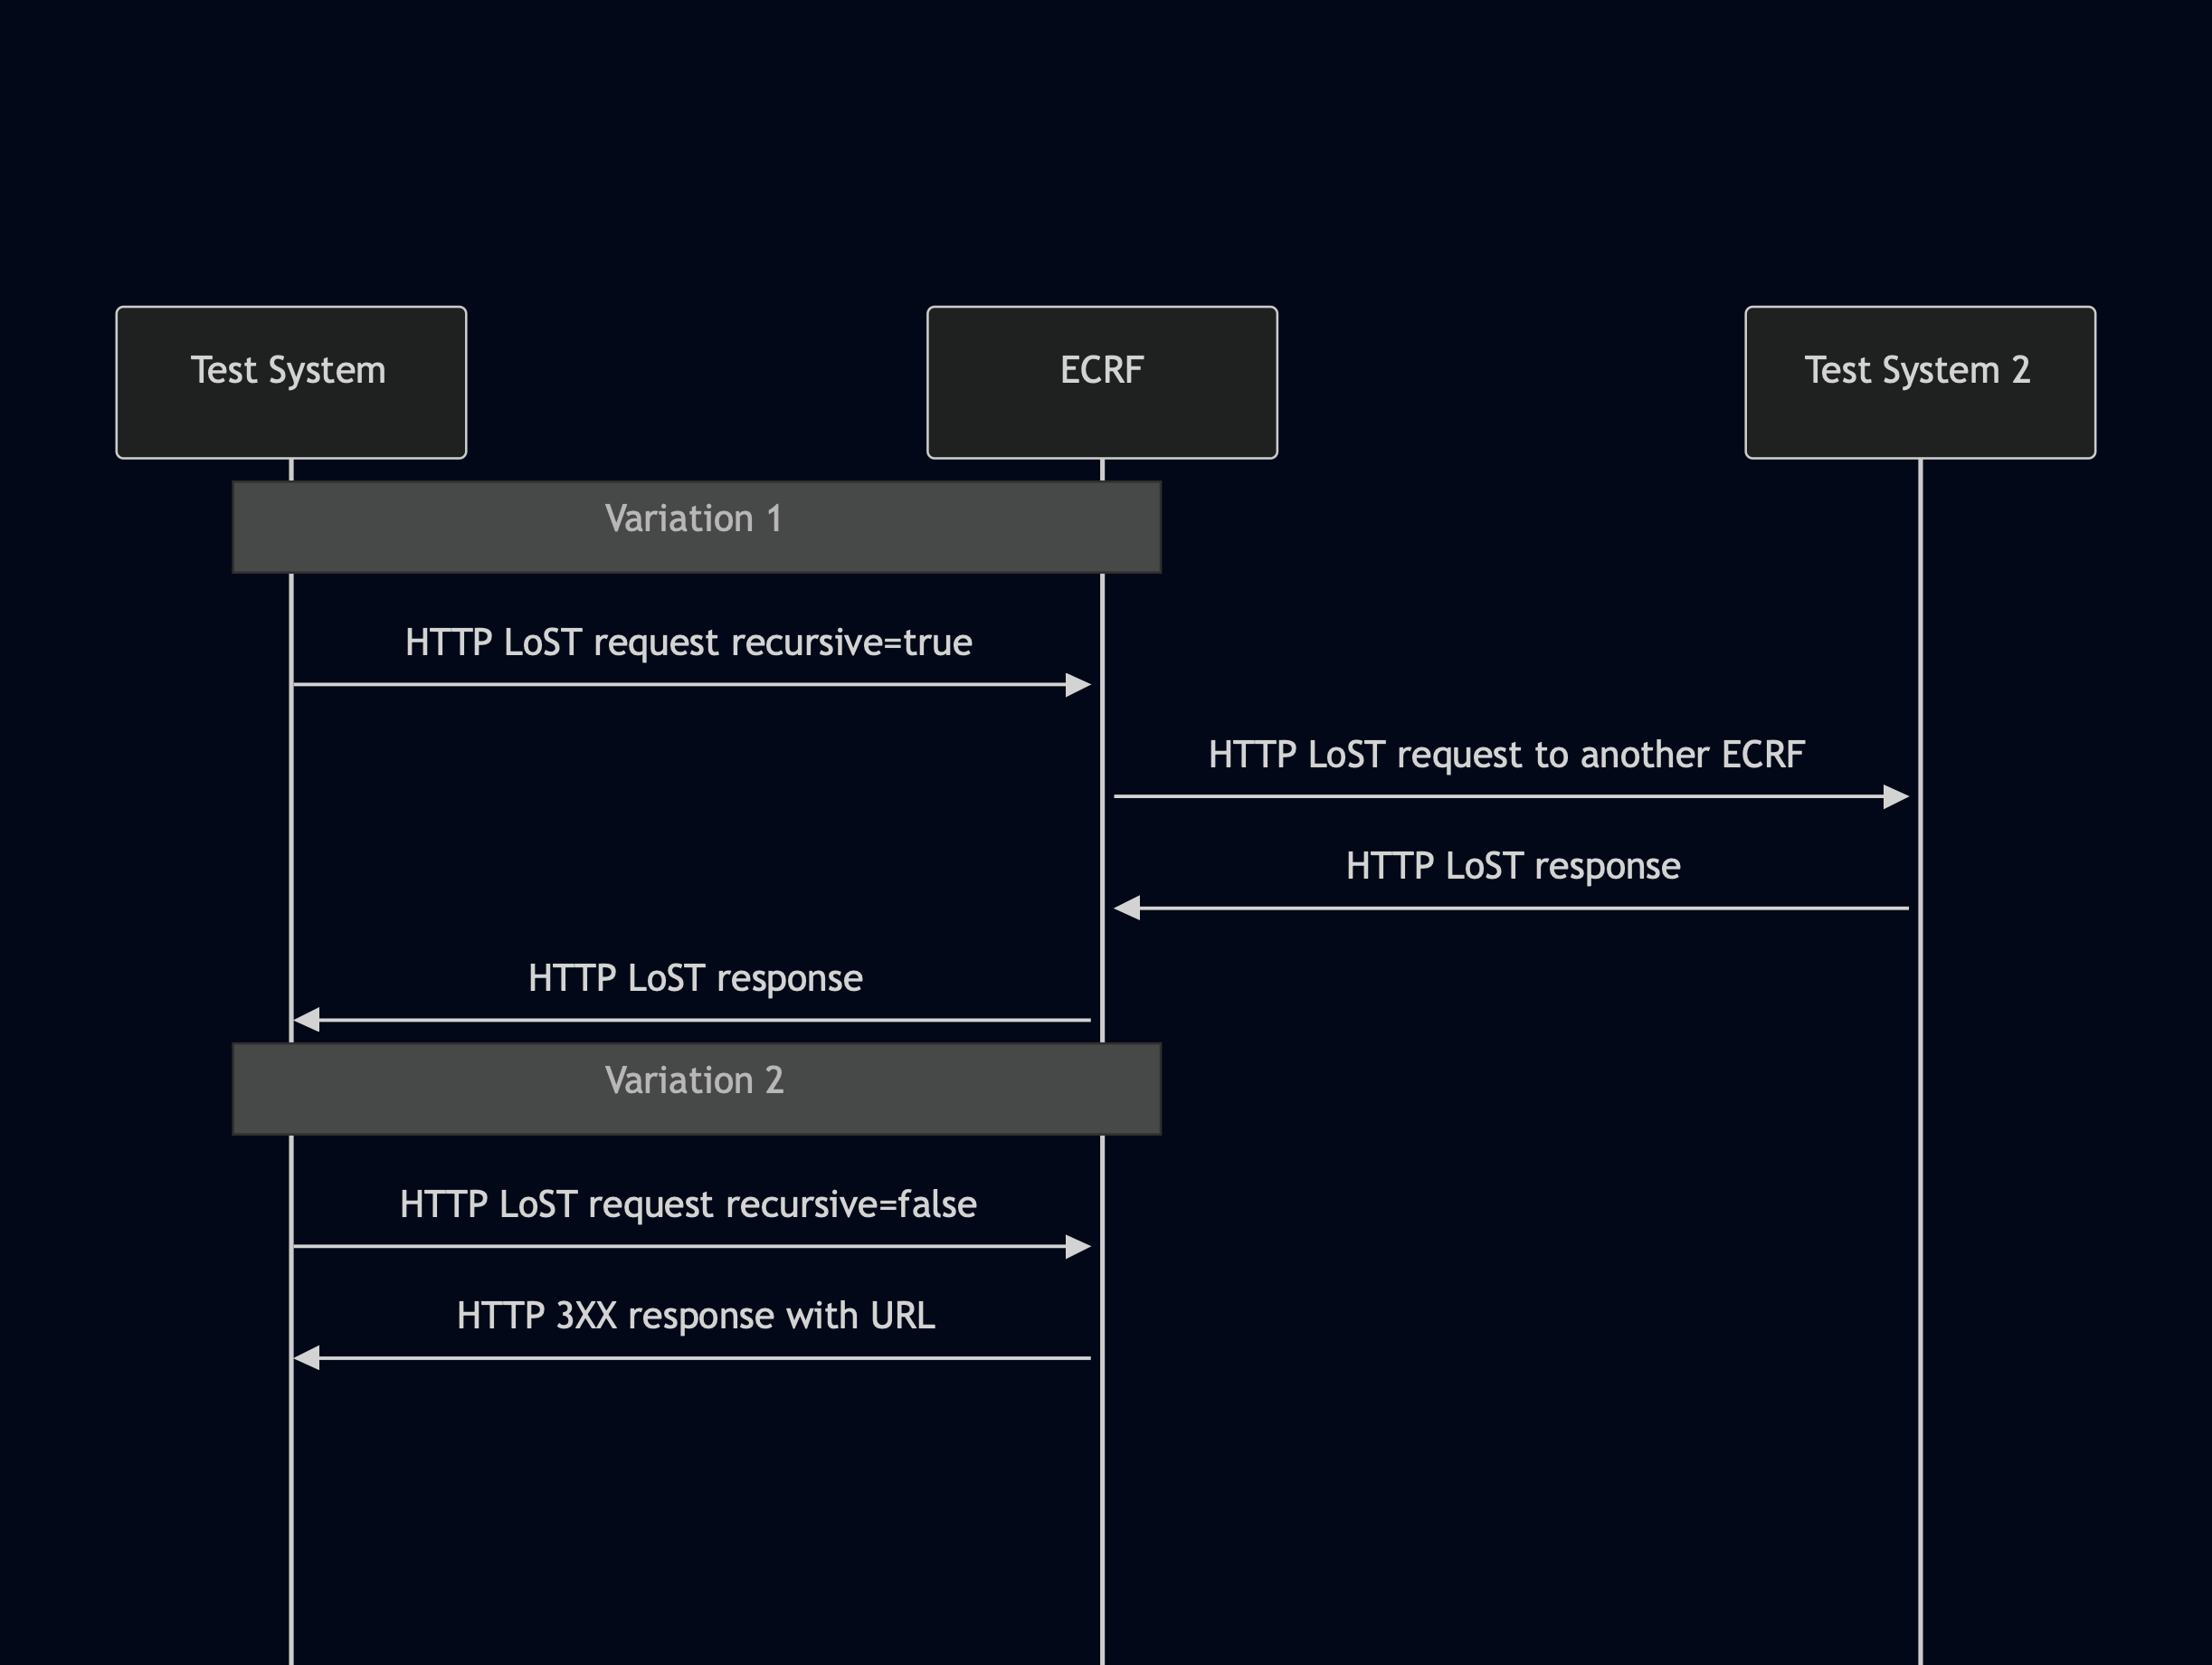 Test System
ECRF
Test System 2
Variation 1
HTTP LoST request recursive=true
HTTP LoST request to another ECRF
HTTP LoST response
HTTP LoST response
Variation 2
HTTP LoST request recursive=false
HTTP 3XX response with URL